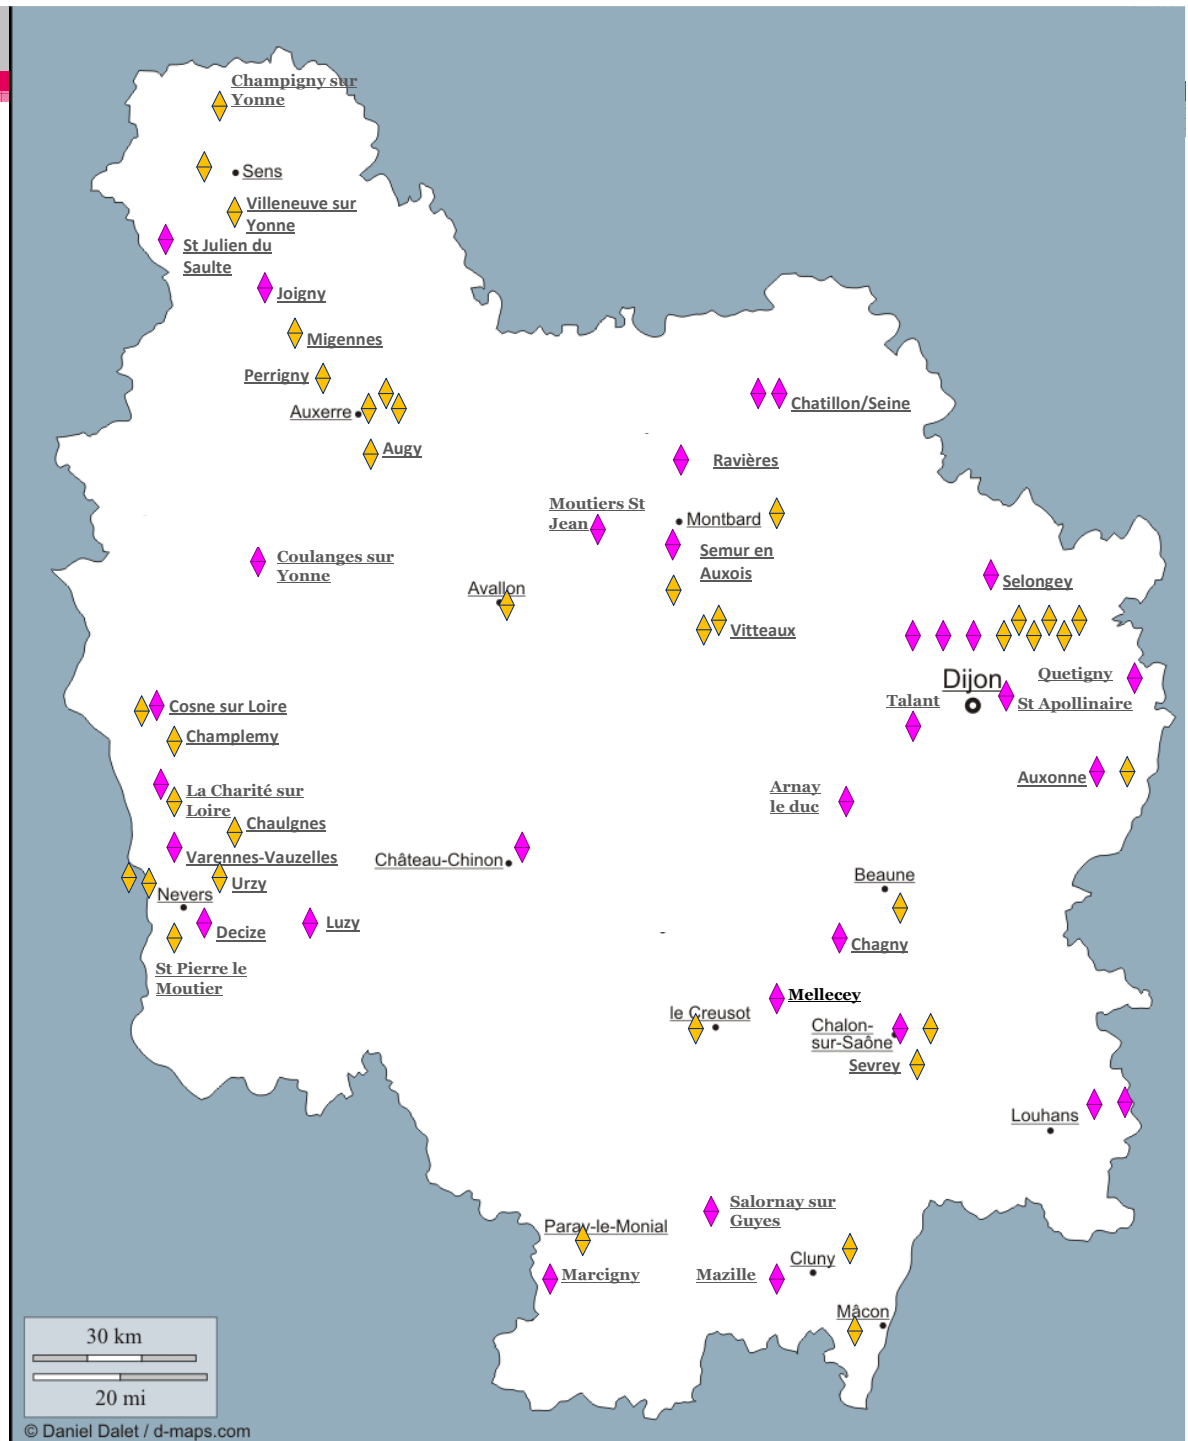 Champigny sur
Yonne
Sens
Villeneuve sur
Yonne
St Julien du
Saulte
Joigny
Migennes
Perrigny
Auxerre
Augy
Chatillon/Seine
Ravières
Moutiers St
Jean
Montbard
Semur en
Auxois
Coulanges sur
Yonne
Avallon
Vitteaux
Selongey
Quetigny
Dijon
St Apollinaire
Talant
Cosne sur Loire
Champlemy
Auxonne
Arnay
le duc
La Charité sur
Loire
Chaulgnes
Varennes-Vauzelles
Château-Chinon
Urzy
Nevers
Beaune
Decize
Luzy
Chagny
St Pierre le
Moutier
Mellecey
le Creusot
Chalon-
sur-Saône
Sevrey
Louhans
Salornay sur
Guyes
Paray-le-Monial
Cluny
Marcigny
Mazille
Mâcon
30 km
20 mi
© Daniel Dalet / d-maps.com